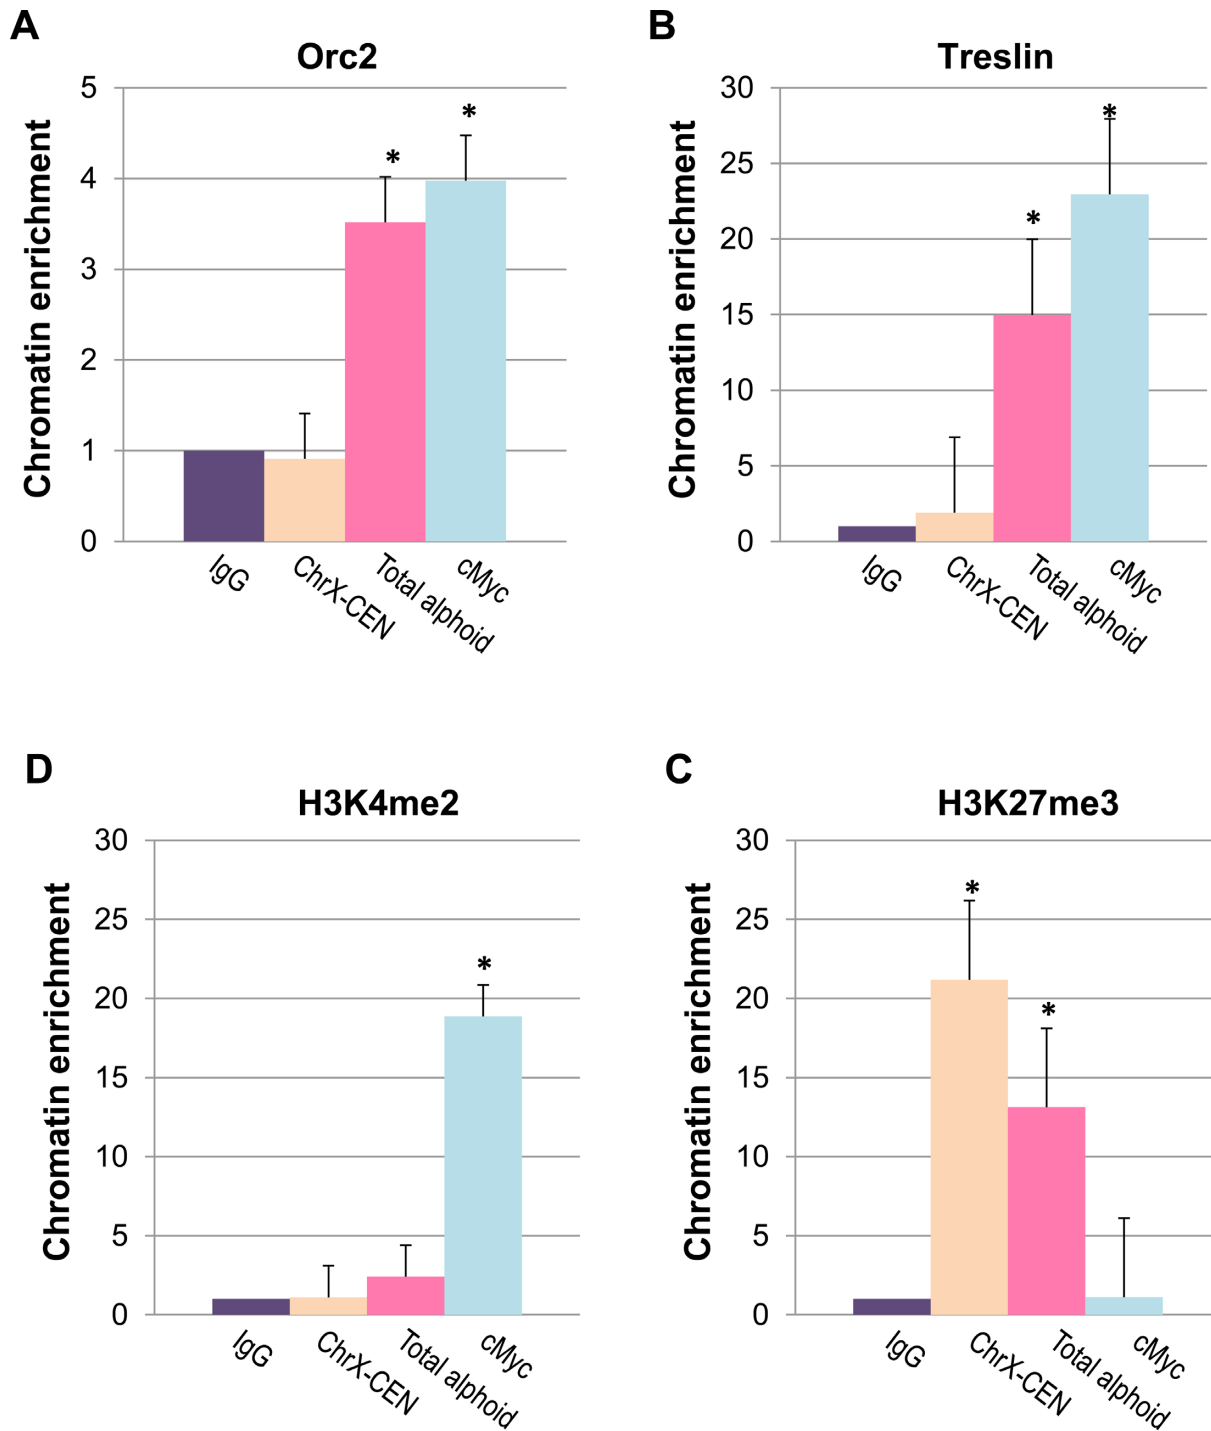 A
Orc2
Chromatin enrichment
5
4
3
2
1
0
*
*
IgG
ChrX-CEN
Total alphoid
cMyc
B
Treslin
Chromatin enrichment
30
25
20
15
10
5
0
*
*
IgG
ChrX-CEN
Total alphoid
cMyc
D
H3K4me2
Chromatin enrichment
30
25
20
15
10
5
0
*
IgG
ChrX-CEN
Total alphoid
cMyc
C
H3K27me3
Chromatin enrichment
30
25
20
15
10
5
0
*
*
IgG
ChrX-CEN
Total alphoid
cMyc